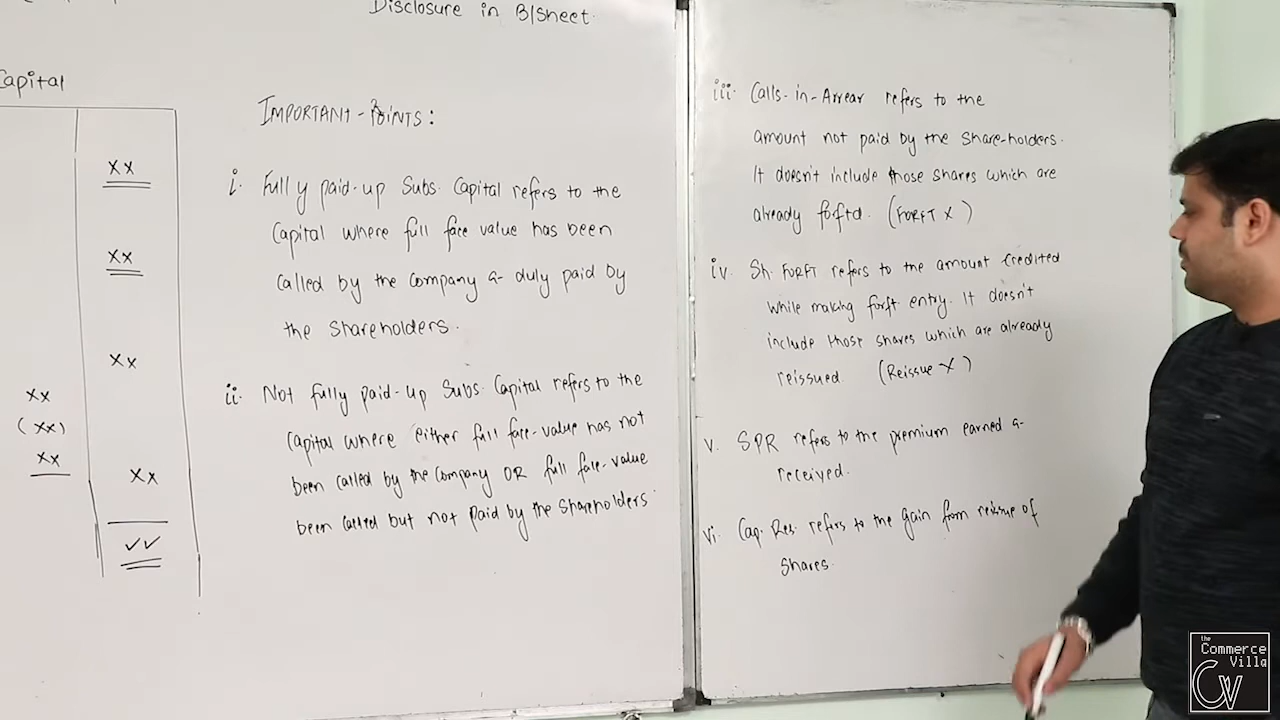 Disclosure in B/Sheet.
Capital
XX
XX
XX
XX
(XX)
XX
XX
✓✓
IMPORTANT-POINTS:
i. Fully paid-up Subs. Capital refers to the
Capital where full face value has been
called by the company a- duly paid by
the shareholders.
ii. Not fully paid-up Subs. Capital refers to the
Capital where either full face-value has not
been called by the company OR full face-value
been called but not paid by the shareholders.
iii. Calls-in-Arrear refers to the
amount not paid by the share-holders.
It doesn't include those shares which are
already forftd. (FORFT X)
iv. Sh. FORFT refers to the amount credited
while making forft. entry. It doesn't
include those shares which are already
reissued. (Reissue X)
v. SPR refers to the premium earned a-
received.
vi. Cap. Res. refers to the gain from reissue of
Shares.
the
Commerce
Villa
CV